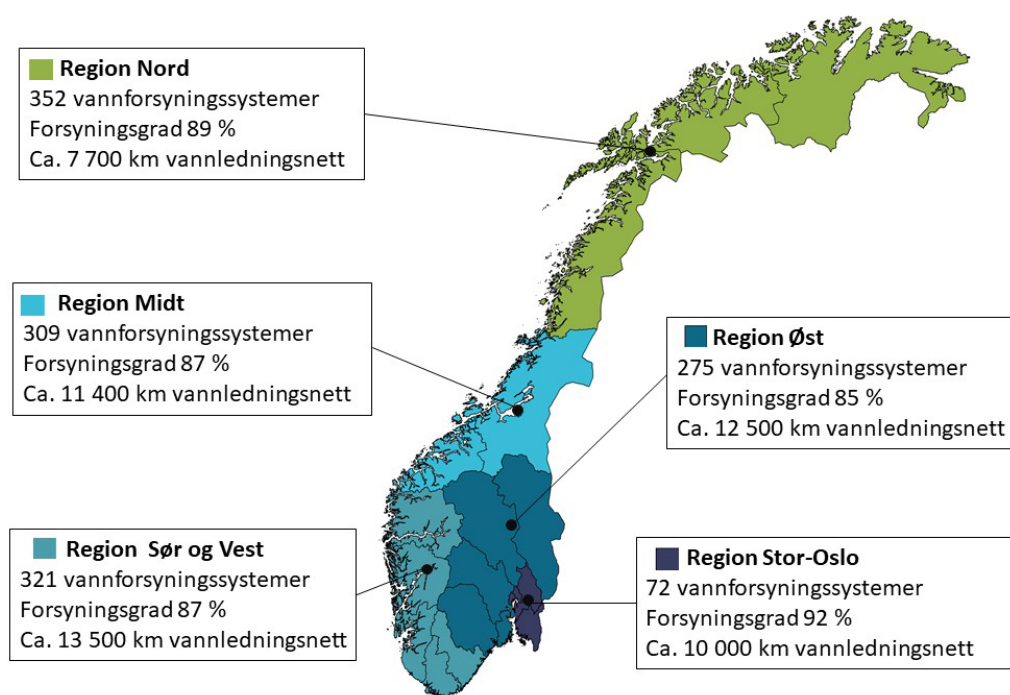 Region Nord
352 vannforsyningssystemer
Forsyningsgrad 89 %
Ca. 7 700 km vannledningsnett
Region Midt
309 vannforsyningssystemer
Forsyningsgrad 87 %
Ca. 11 400 km vannledningsnett
Region Øst
275 vannforsyningssystemer
Forsyningsgrad 85 %
Ca. 12 500 km vannledningsnett
Region Sør og Vest
321 vannforsyningssystemer
Forsyningsgrad 87 %
Ca. 13 500 km vannledningsnett
Region Stor-Oslo
72 vannforsyningssystemer
Forsyningsgrad 92 %
Ca. 10 000 km vannledningsnett